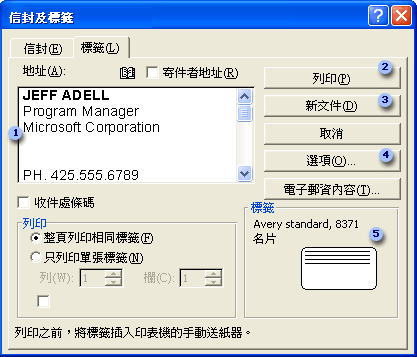 信封及標籤
信封(E)
標籤(L)
地址(A):
寄件者地址(R)
JEFF ADELL
Program Manager
Microsoft Corporation
PH. 425.555.6789
1
列印(P)
2
新文件(D)
3
取消
選項(O)...
4
電子郵資內容(T)...
收件處條碼
列印
整頁列印相同標籤(F)
只列印單張標籤(N)
列(W): 1 欄(C): 1
標籤
Avery standard, 8371
名片
5
列印之前，將標籤插入印表機的手動送紙器。